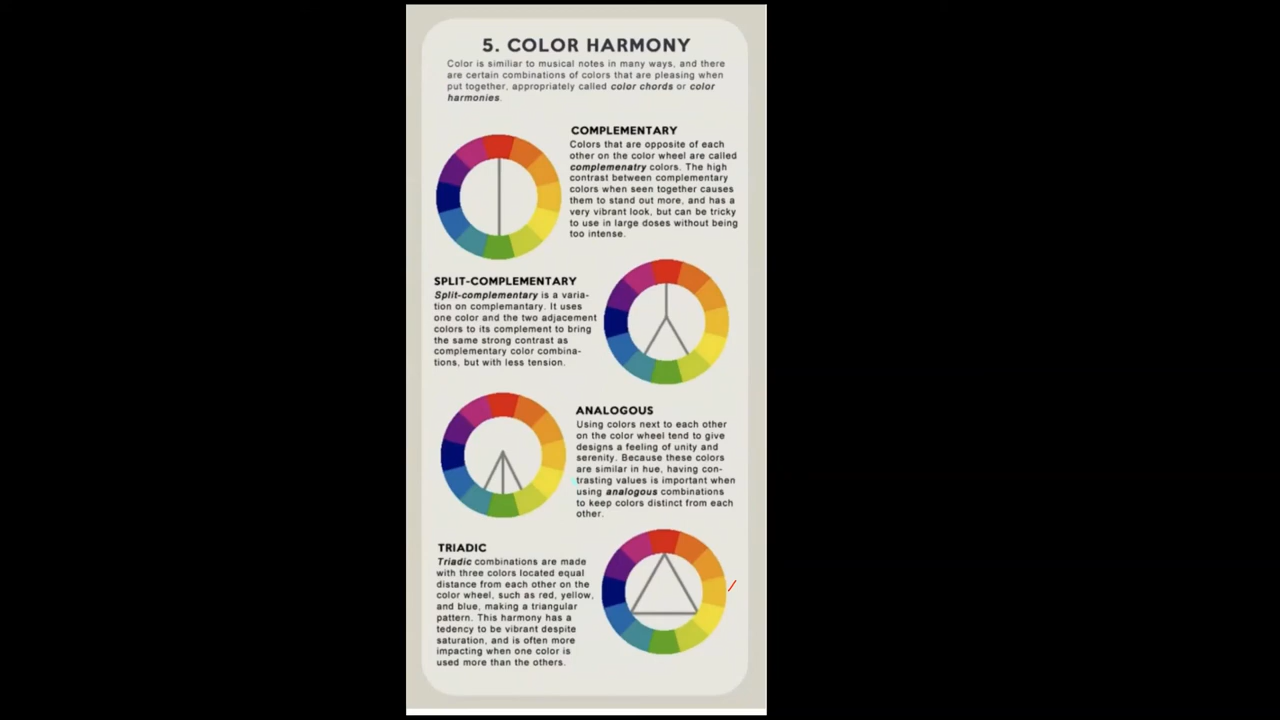 5. COLOR HARMONY
Color is similiar to musical notes in many ways, and there
are certain combinations of colors that are pleasing when
put together, appropriately called color chords or color
harmonies.
COMPLEMENTARY
Colors that are opposite of each
other on the color wheel are called
complemenatry colors. The high
contrast between complementary
colors when seen together causes
them to stand out more, and has a
very vibrant look, but can be tricky
to use in large doses without being
too intense.
SPLIT-COMPLEMENTARY
Split-complementary is a varia-
tion on complemantary. It uses
one color and the two adjacement
colors to its complement to bring
the same strong contrast as
complementary color combina-
tions, but with less tension.
ANALOGOUS
Using colors next to each other
on the color wheel tend to give
designs a feeling of unity and
serenity. Because these colors
are similar in hue, having con-
trasting values is important when
using analogous combinations
to keep colors distinct from each
other.
TRIADIC
Triadic combinations are made
with three colors located equal
distance from each other on the
color wheel, such as red, yellow,
and blue, making a triangular
pattern. This harmony has a
tedency to be vibrant despite
saturation, and is often more
impacting when one color is
used more than the others.